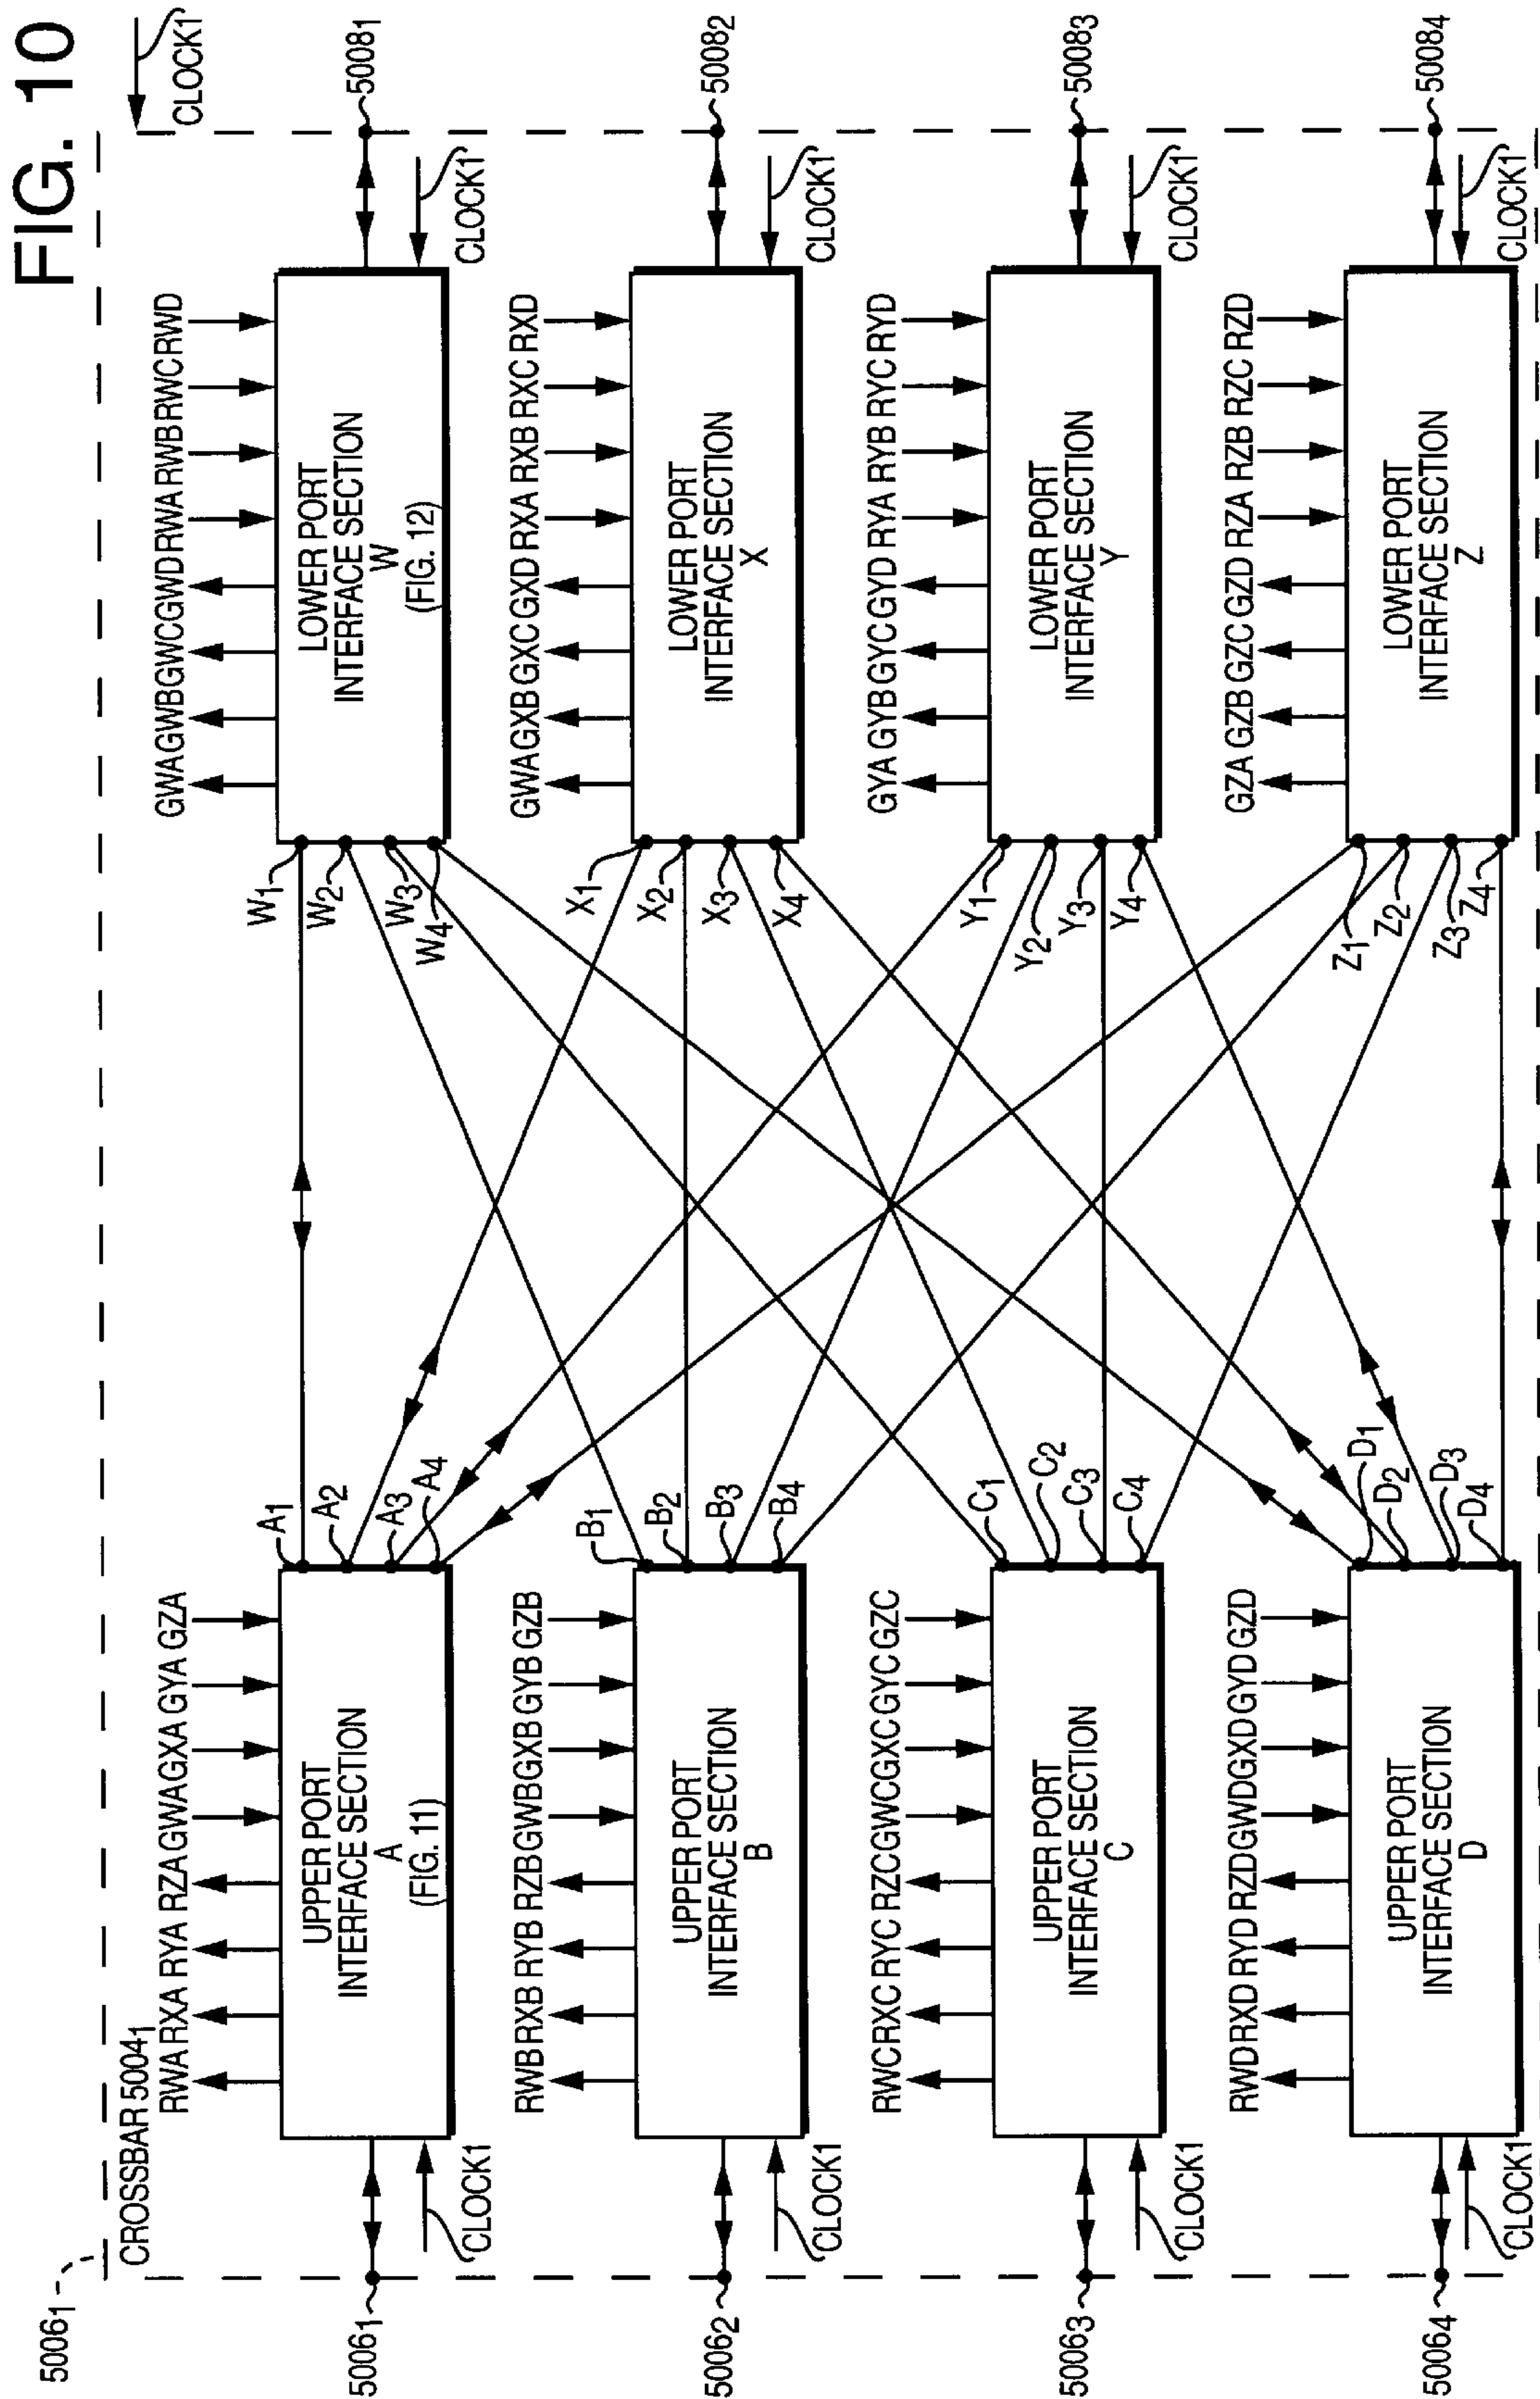 FIG. 10
CLOCK1
50061
CROSSBAR 50041
RWA RXA RYA RZA GWA GXA GYA GZA
UPPER PORT
INTERFACE SECTION
A
(FIG. 11)
50061
CLOCK1
A1
A2
A3
A4
GWA GWB GWC GWD RWA RWB RWC RWD
LOWER PORT
INTERFACE SECTION
W
(FIG. 12)
W1
W2
W3
W4
50081
CLOCK1
RWB RXB RYB RZB GWB GXB GYB GZB
UPPER PORT
INTERFACE SECTION
B
50062
CLOCK1
B1
B2
B3
B4
GWA GXB GXC GXD RXA RXB RXC RXD
LOWER PORT
INTERFACE SECTION
X
X1
X2
X3
X4
50082
CLOCK1
RWC RXC RYC RZC GWC GXC GYC GZC
UPPER PORT
INTERFACE SECTION
C
50063
CLOCK1
C1
C2
C3
C4
GYA GYB GYC GYD RYA RYB RYC RYD
LOWER PORT
INTERFACE SECTION
Y
Y1
Y2
Y3
Y4
50083
CLOCK1
RWD RXD RYD RZD GWD GXD GYD GZD
UPPER PORT
INTERFACE SECTION
D
50064
CLOCK1
D1
D2
D3
D4
GZA GZB GZC GZD RZA RZB RZC RZD
LOWER PORT
INTERFACE SECTION
Z
Z1
Z2
Z3
Z4
50084
CLOCK1